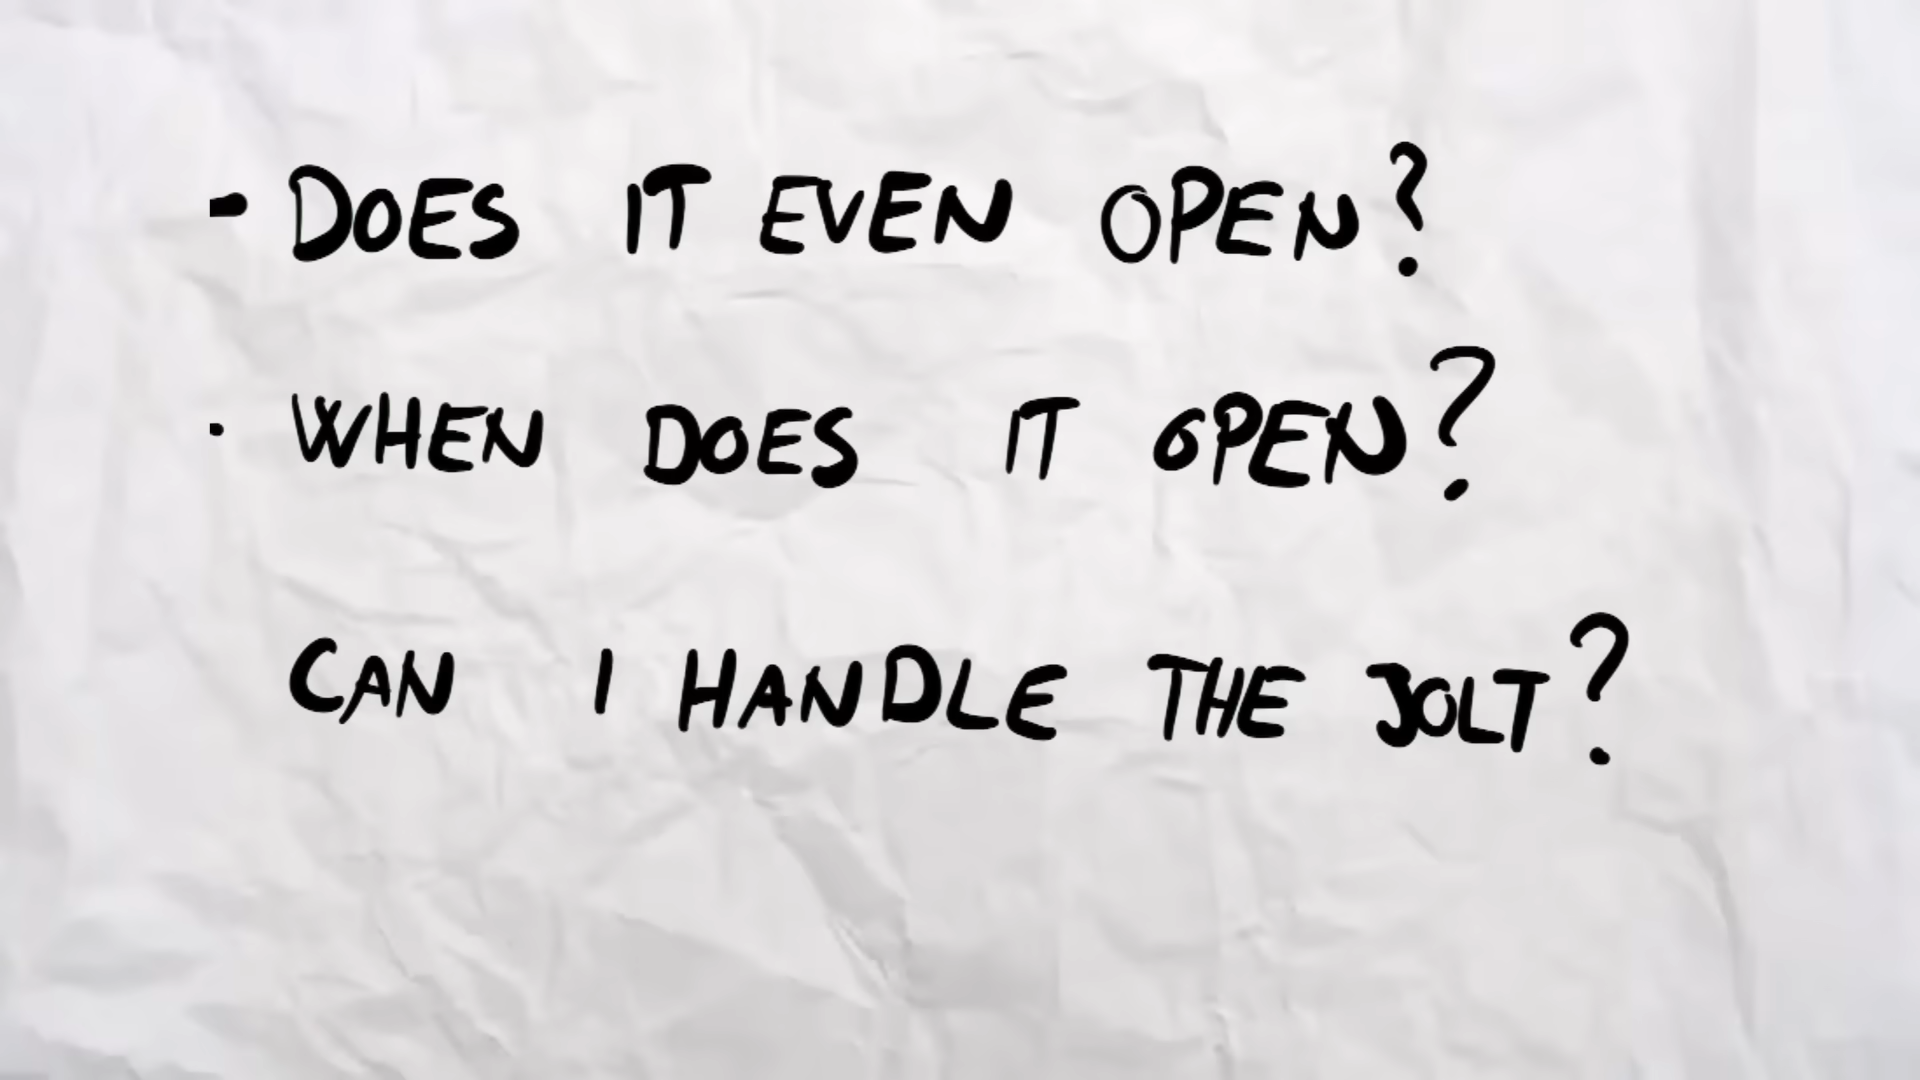 - DOES IT EVEN OPEN?
· WHEN DOES IT OPEN?
CAN I HANDLE THE JOLT?